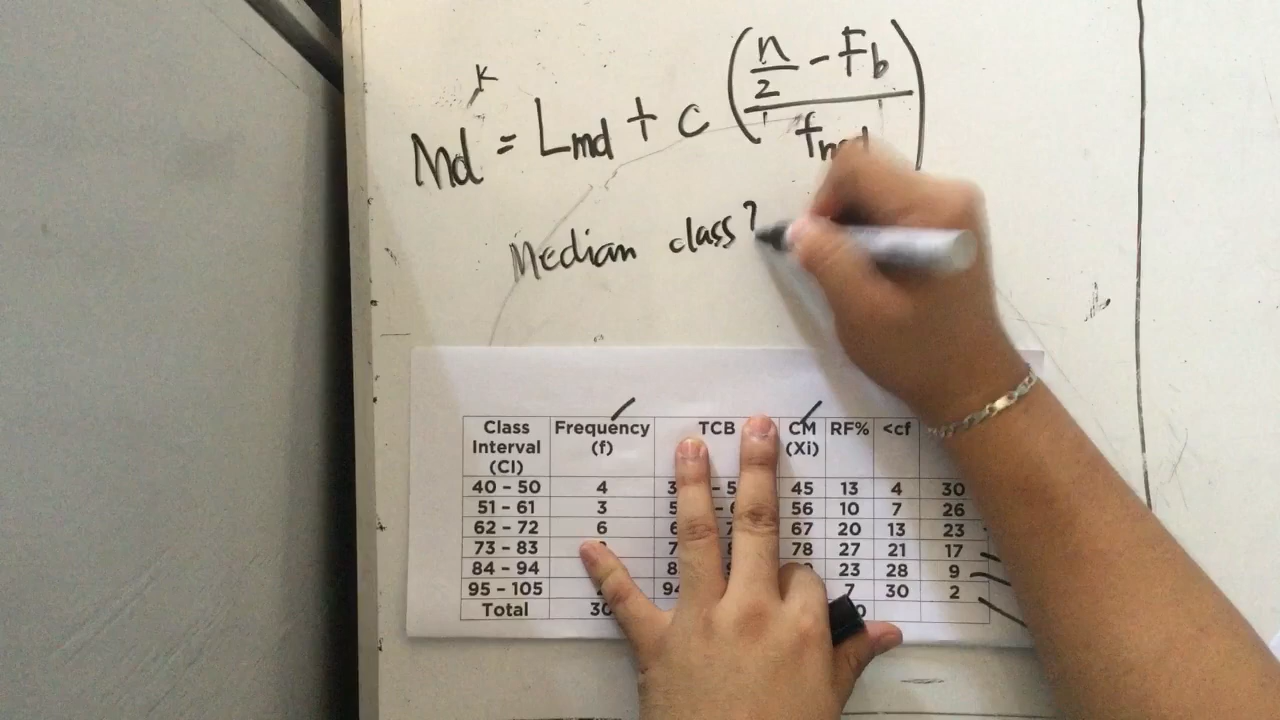 K
Md = Lmd + c (n/2 - Fb / fmd)
Median class?
Class Interval (CI) Frequency (f) TCB CM (Xi) RF% <cf
40 – 50 4 45 13 4 30
51 – 61 3 56 10 7 26
62 – 72 6 67 20 13 23
73 – 83 78 27 21 17
84 – 94 23 28 9
95 – 105 7 30 2
Total 30